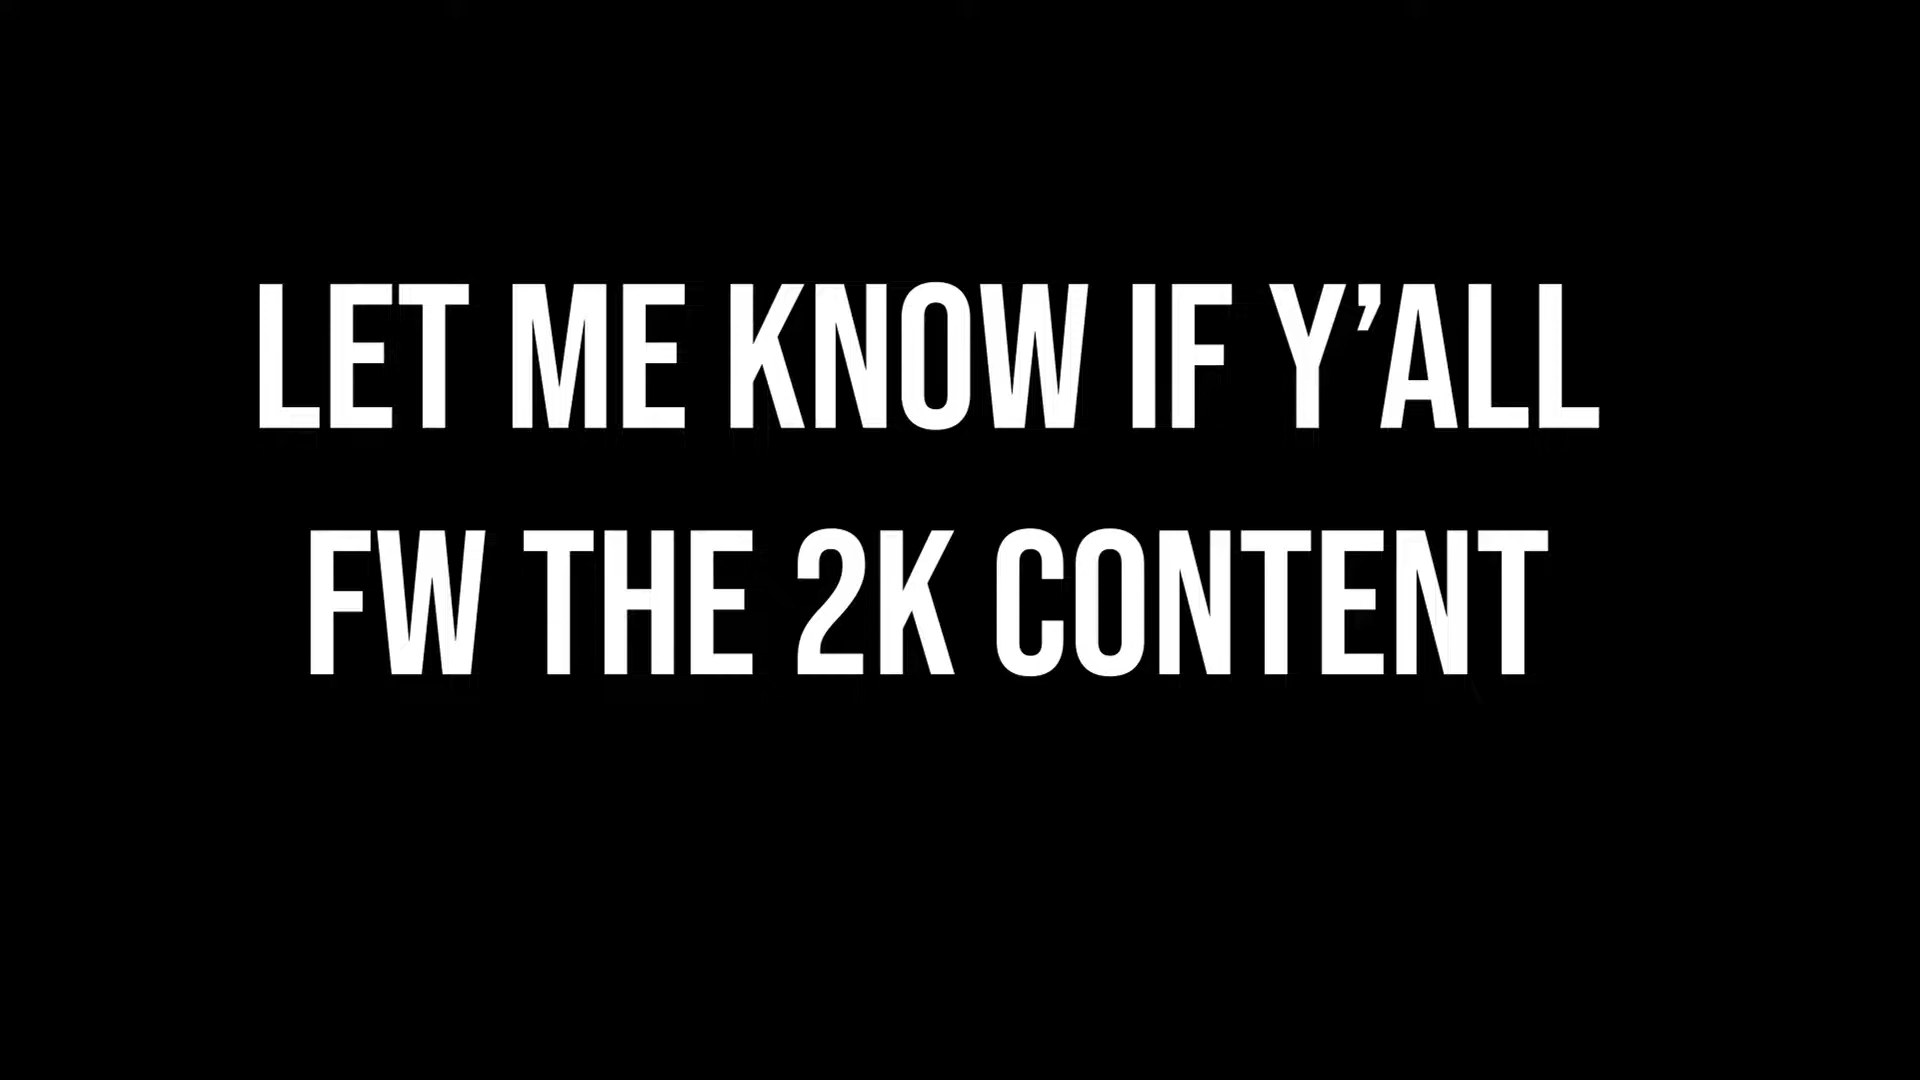 LET ME KNOW IF Y’ALL
FW THE 2K CONTENT